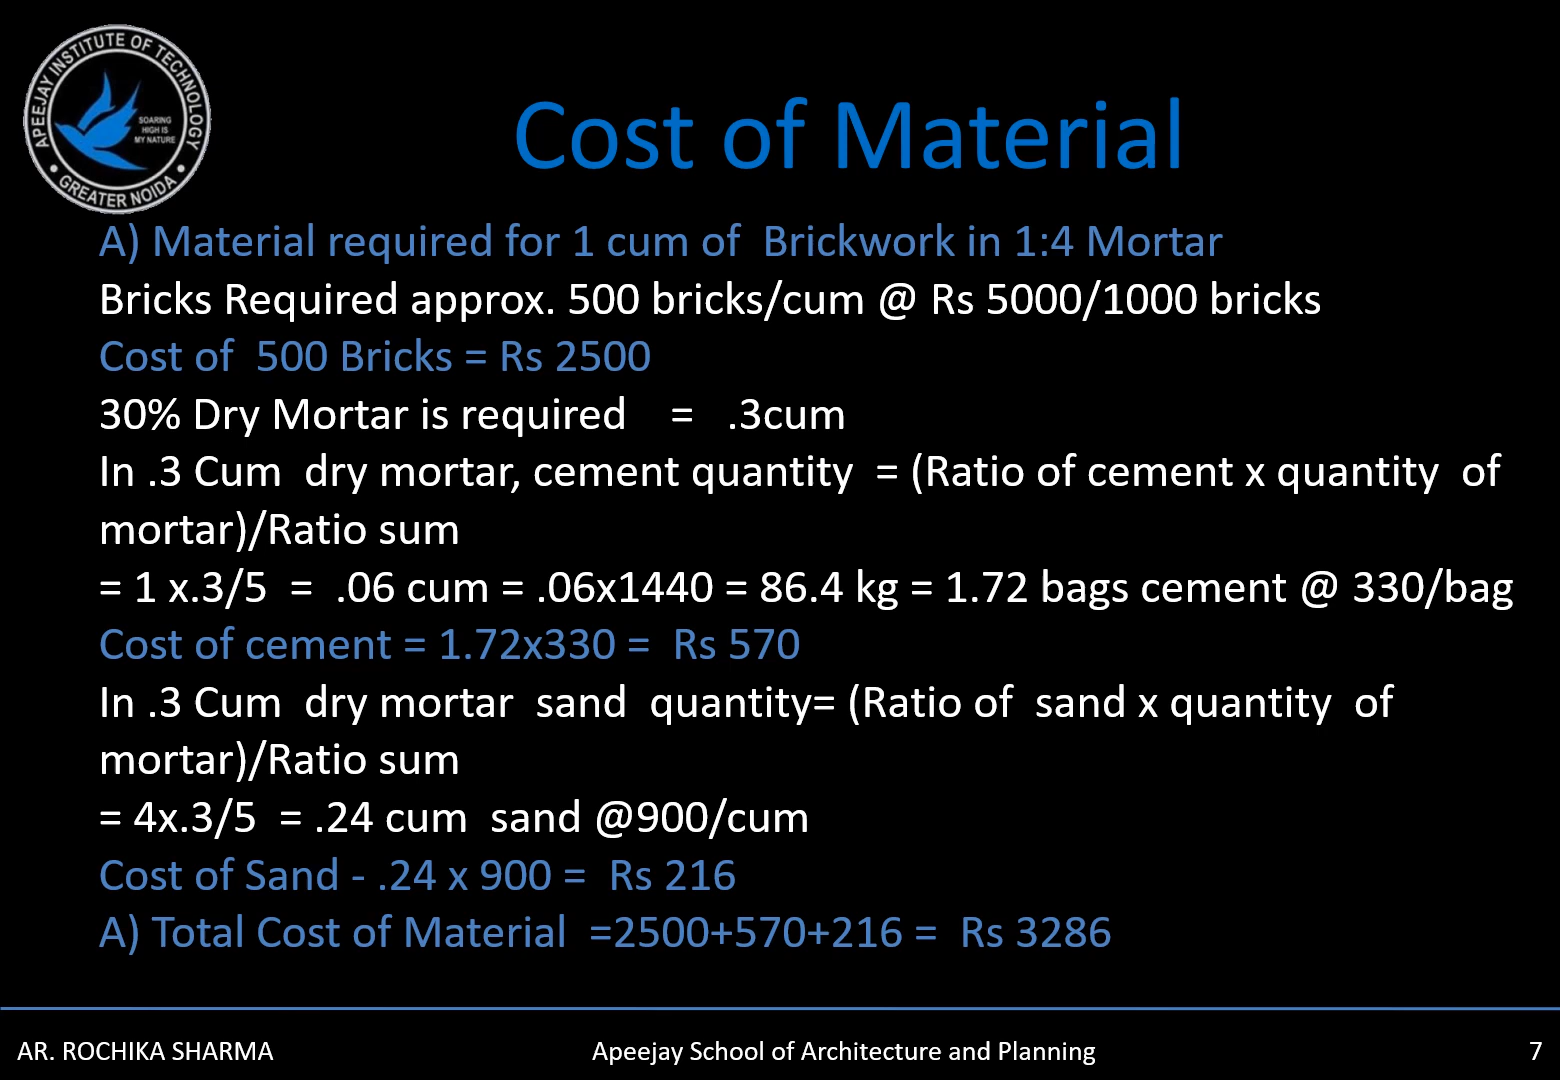 APEEJAY INSTITUTE OF TECHNOLOGY
SOARING
HIGH IS
MY NATURE
GREATER NOIDA
Cost of Material
A) Material required for 1 cum of  Brickwork in 1:4 Mortar
Bricks Required approx. 500 bricks/cum @ Rs 5000/1000 bricks
Cost of  500 Bricks = Rs 2500
30% Dry Mortar is required    =   .3cum
In .3 Cum  dry mortar, cement quantity  = (Ratio of cement x quantity  of
mortar)/Ratio sum
= 1 x.3/5  =  .06 cum = .06x1440 = 86.4 kg = 1.72 bags cement @ 330/bag
Cost of cement = 1.72x330 =  Rs 570
In .3 Cum  dry mortar  sand  quantity= (Ratio of  sand x quantity  of
mortar)/Ratio sum
= 4x.3/5  = .24 cum  sand @900/cum
Cost of Sand - .24 x 900 =  Rs 216
A) Total Cost of Material  =2500+570+216 =  Rs 3286
AR. ROCHIKA SHARMA
Apeejay School of Architecture and Planning
7